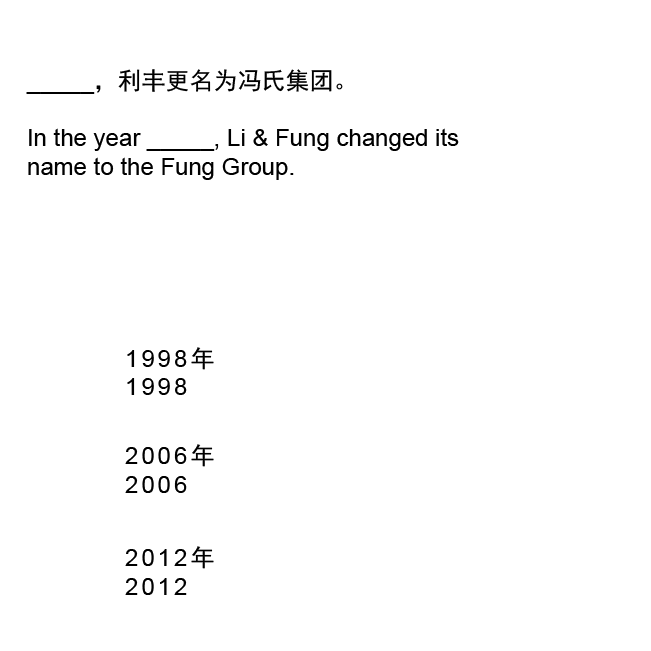 _____，利丰更名为冯氏集团。
In the year _____, Li & Fung changed its
name to the Fung Group.
1998年
1998
2006年
2006
2012年
2012